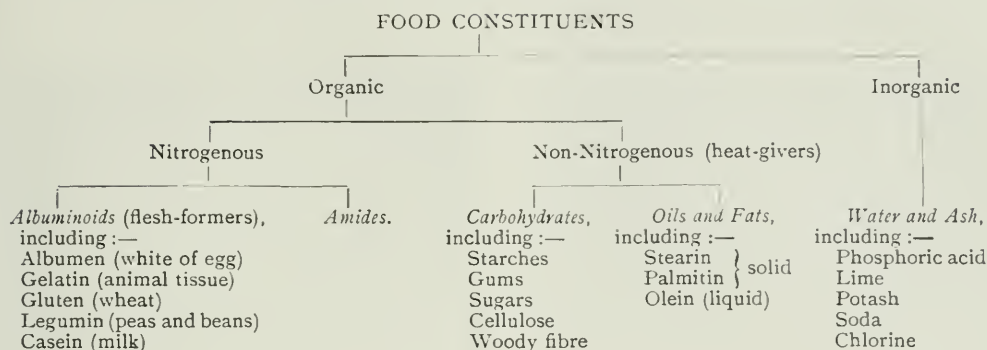 FOOD CONSTITUENTS
Organic
Inorganic
Nitrogenous
Non-Nitrogenous (heat-givers)
Albuminoids (flesh-formers),
including :—
Albumen (white of egg)
Gelatin (animal tissue)
Gluten (wheat)
Legumin (peas and beans)
Casein (milk)
Amides.
Carbohydrates,
including :—
Starches
Gums
Sugars
Cellulose
Woody fibre
Oils and Fats,
including :—
Stearin
Palmitin } solid
Olein (liquid)
Water and Ash,
including :—
Phosphoric acid
Lime
Potash
Soda
Chlorine